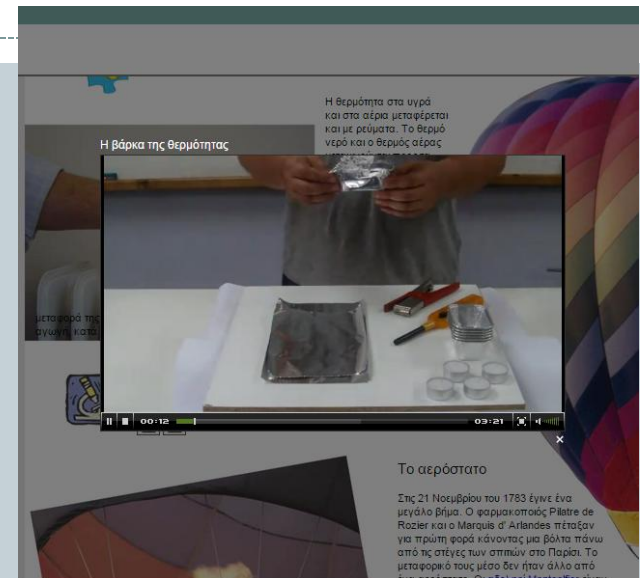 Η θερμότητα στα υγρά
και στα αέρια μεταφέρεται
και με ρεύματα. Το θερμό
νερό και ο θερμός αέρας
Η βάρκα της θερμότητας
μεταφορά της
αγωγή, κατά
00:12
03:21
Το αερόστατο
Στις 21 Νοεμβρίου του 1783 έγινε ένα
μεγάλο βήμα. Ο φαρμακοποιός Pilatre de
Rozier και ο Marquis d' Arlandes πέταξαν
για πρώτη φορά κάνοντας μια βόλτα πάνω
από τις στέγες των σπιτιών στο Παρίσι. Το
μεταφορικό τους μέσο δεν ήταν άλλο από